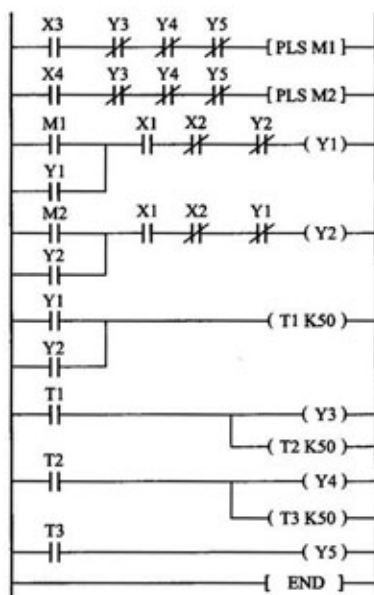 X3 Y3 Y4 Y5
[ PLS M1 ]
X4 Y3 Y4 Y5
[ PLS M2 ]
M1 X1 X2 Y2
( Y1 )
Y1
M2 X1 X2 Y1
( Y2 )
Y2
Y1
( T1 K50 )
Y2
T1
( Y3 )
( T2 K50 )
T2
( Y4 )
( T3 K50 )
T3
( Y5 )
[ END ]